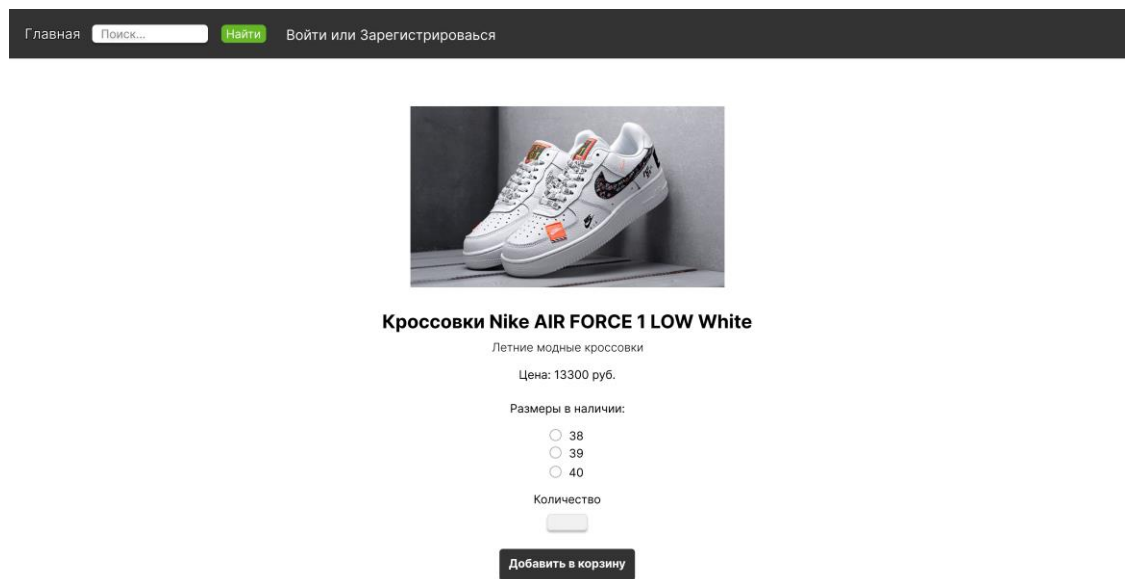 Главная Поиск... Найти Войти или Зарегистрироваься
Кроссовки Nike AIR FORCE 1 LOW White
Летние модные кроссовки
Цена: 13300 руб.
Размеры в наличии:
38
39
40
Количество
Добавить в корзину